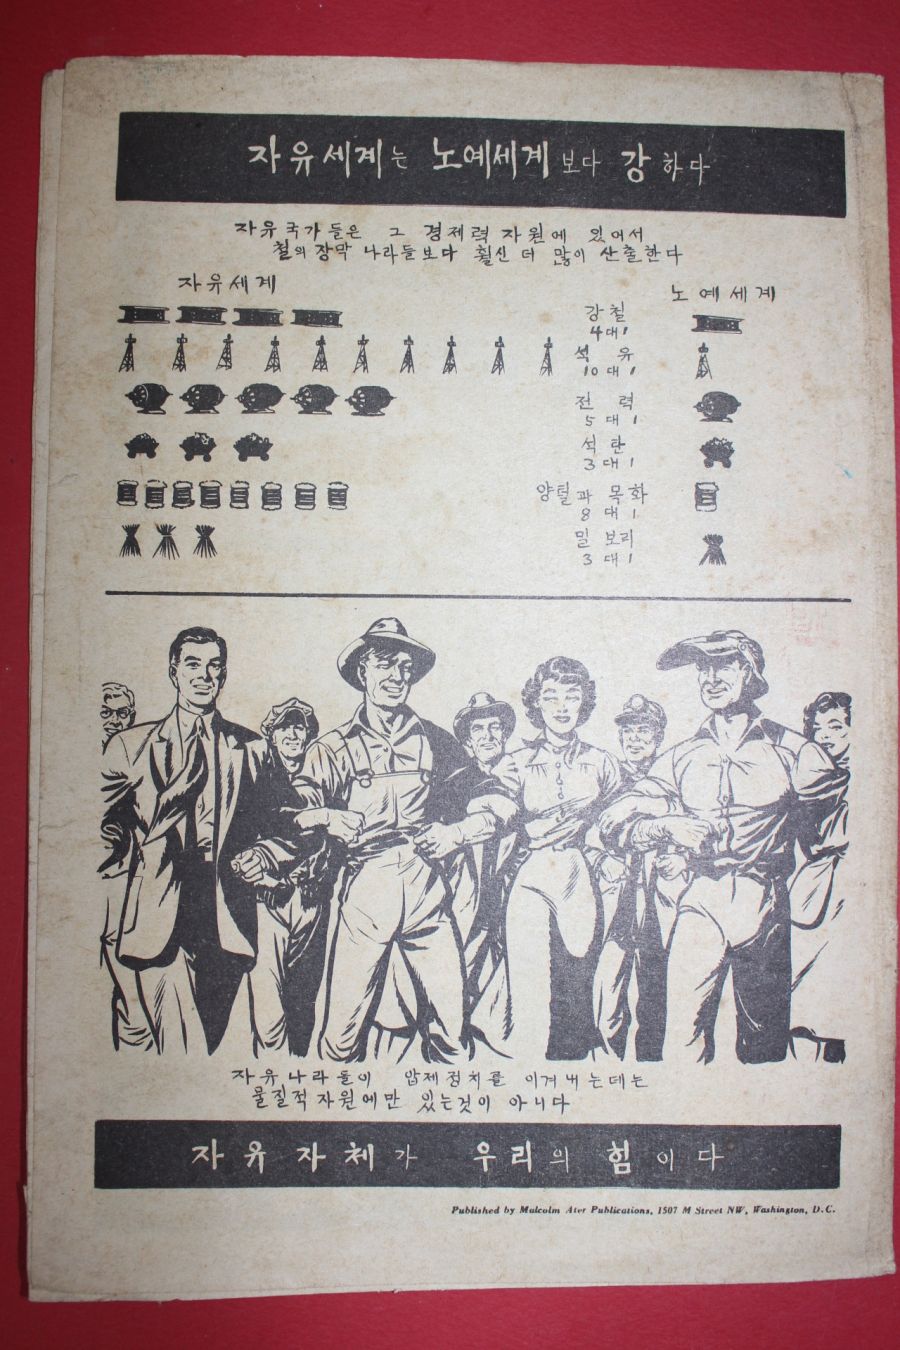 자유세계는 노예세계보다 강하다
자유국가들은 그 경제력 자원에 있어서
철의 장막 나라들보다 훨신 더 많이 산출한다
자유세계
노예세계
강철
4대1
석유
10대1
전력
5대1
석탄
3대1
양털과 목화
8대1
밀 보리
3대1
자유나라들이 압제정치를 이겨내는데는
물질적자원에만 있는것이 아니다
자유자체가 우리의 힘이다
Published by Malcolm Ater Publications, 1507 M Street NW, Washington, D.C.